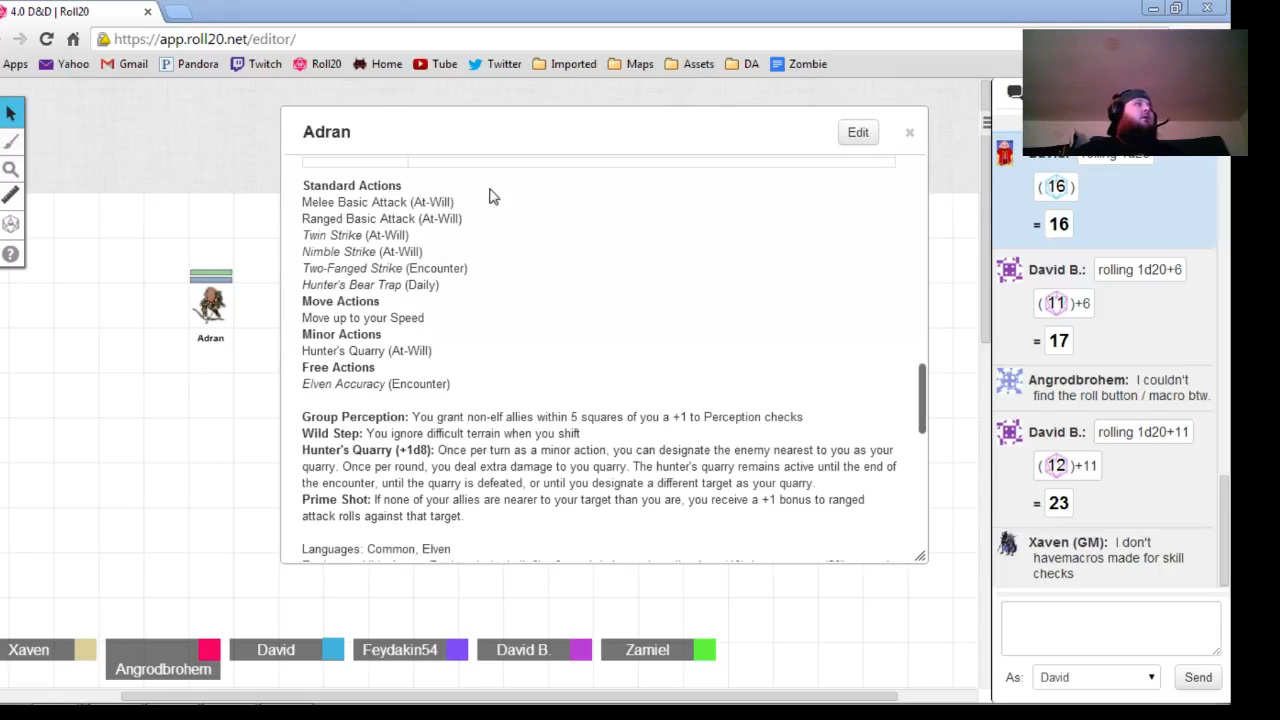 4.0 D&D | Roll20
https://app.roll20.net/editor/
Apps Yahoo Gmail Pandora Twitch Roll20 Home Tube Twitter Imported Maps Assets DA Zombie
Adran
Edit
Standard Actions
Melee Basic Attack (At-Will)
Ranged Basic Attack (At-Will)
Twin Strike (At-Will)
Nimble Strike (At-Will)
Two-Fanged Strike (Encounter)
Hunter's Bear Trap (Daily)
Move Actions
Move up to your Speed
Minor Actions
Hunter's Quarry (At-Will)
Free Actions
Elven Accuracy (Encounter)
Group Perception: You grant non-elf allies within 5 squares of you a +1 to Perception checks
Wild Step: You ignore difficult terrain when you shift
Hunter's Quarry (+1d8): Once per turn as a minor action, you can designate the enemy nearest to you as your
quarry. Once per round, you deal extra damage to you quarry. The hunter's quarry remains active until the end of
the encounter, until the quarry is defeated, or until you designate a different target as your quarry.
Prime Shot: If none of your allies are nearer to your target than you are, you receive a +1 bonus to ranged
attack rolls against that target.
Languages: Common, Elven
Adran
(16)
= 16
David B.: rolling 1d20+6
(11)+6
= 17
Angrodbrohem: I couldn't
find the roll button / macro btw.
David B.: rolling 1d20+11
(12)+11
= 23
Xaven (GM): I don't
havemacros made for skill
checks
Xaven
Angrodbrohem
David
Feydakin54
David B.
Zamiel
As: David Send